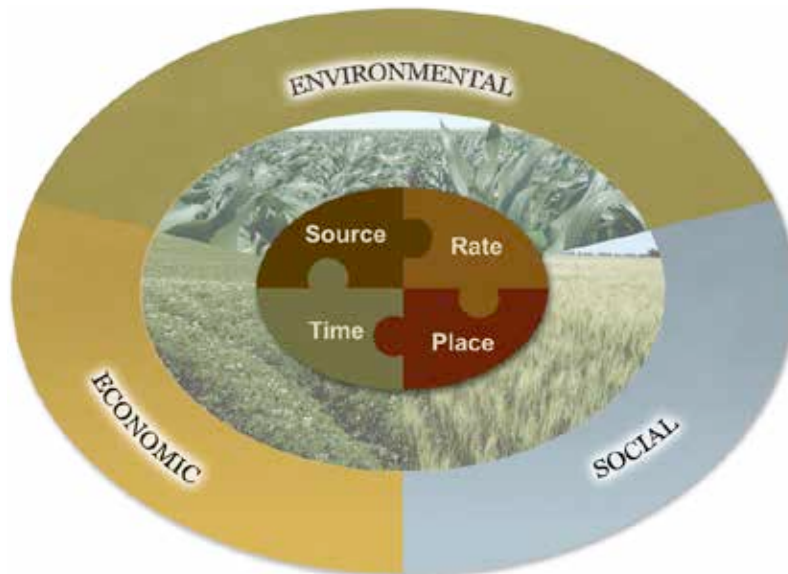 ENVIRONMENTAL
Source
Rate
Time
Place
ECONOMIC
SOCIAL